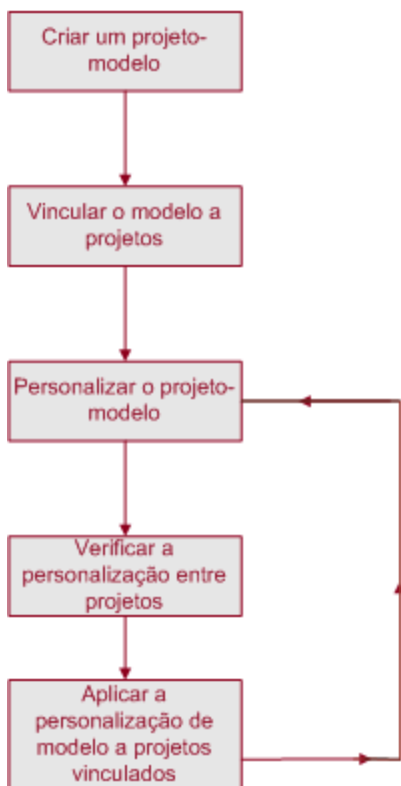 Criar um projeto-
modelo
Vincular o modelo a
projetos
Personalizar o projeto-
modelo
Verificar a
personalização entre
projetos
Aplicar a
personalização de
modelo a projetos
vinculados